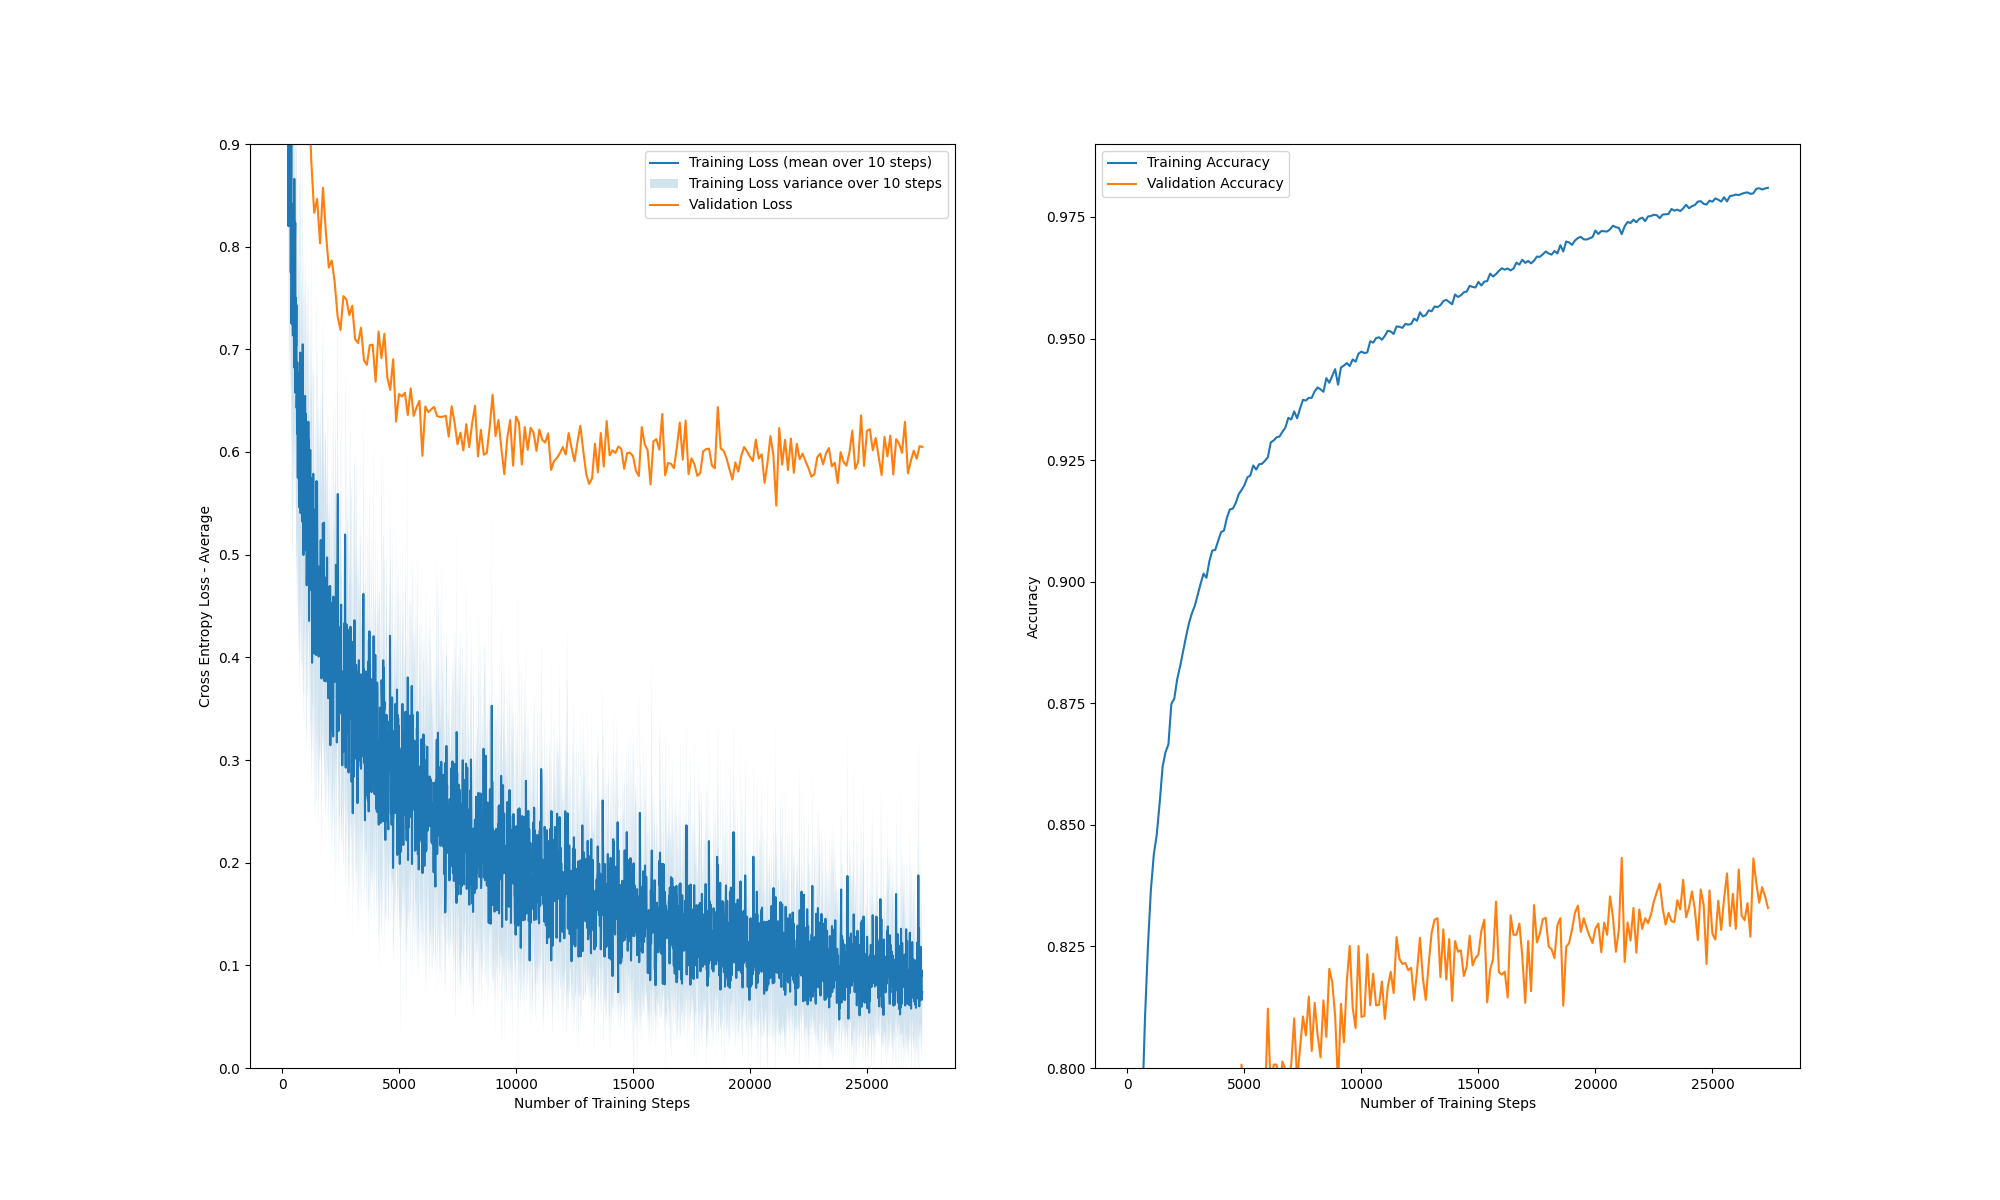 Training Loss (mean over 10 steps)
Training Loss variance over 10 steps
Validation Loss
0.9
0.8
0.7
0.6
0.5
0.4
0.3
0.2
0.1
0.0
Cross Entropy Loss - Average
0 5000 10000 15000 20000 25000
Number of Training Steps
Training Accuracy
Validation Accuracy
0.975
0.950
0.925
0.900
0.875
0.850
0.825
0.800
Accuracy
0 5000 10000 15000 20000 25000
Number of Training Steps